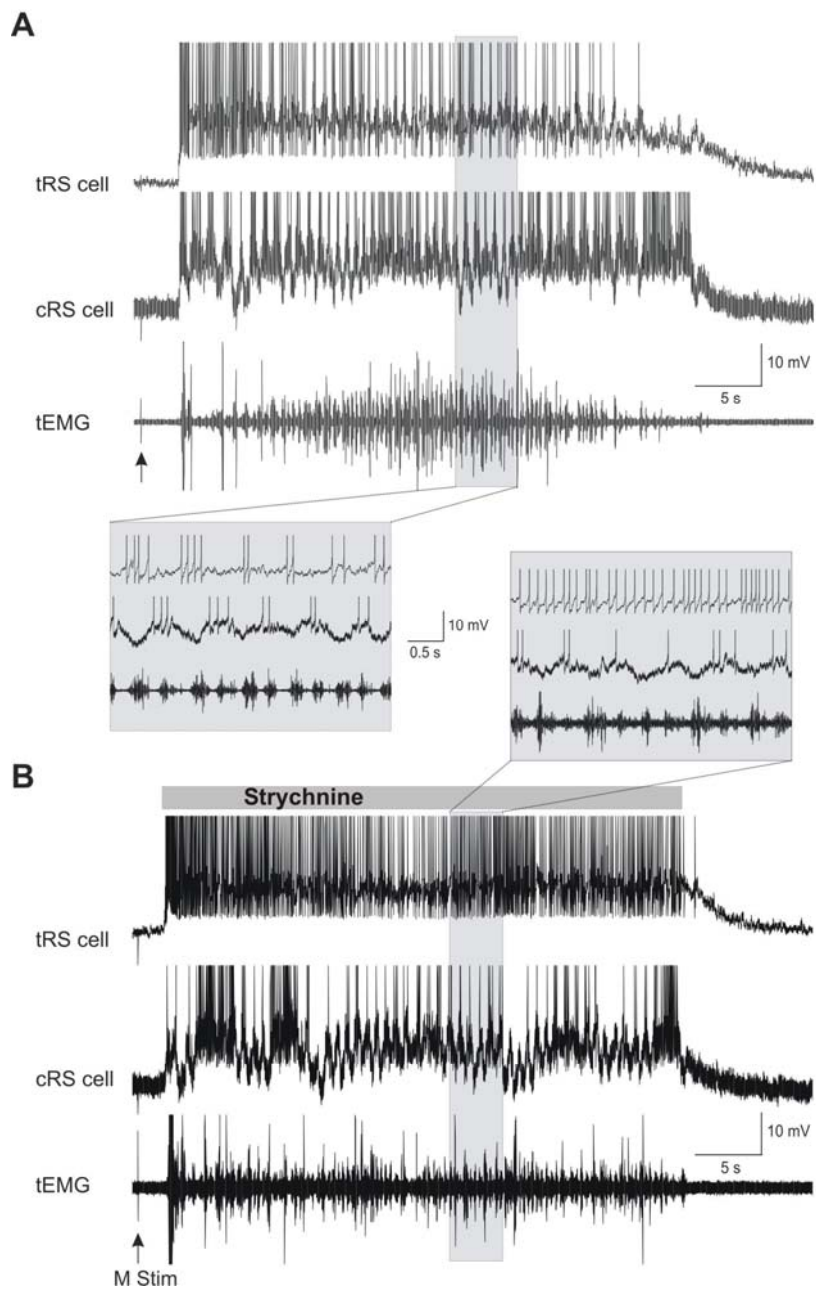 A
tRS cell
cRS cell
10 mV
5 s
tEMG
10 mV
0.5 s
B
Strychnine
tRS cell
cRS cell
10 mV
5 s
tEMG
M Stim